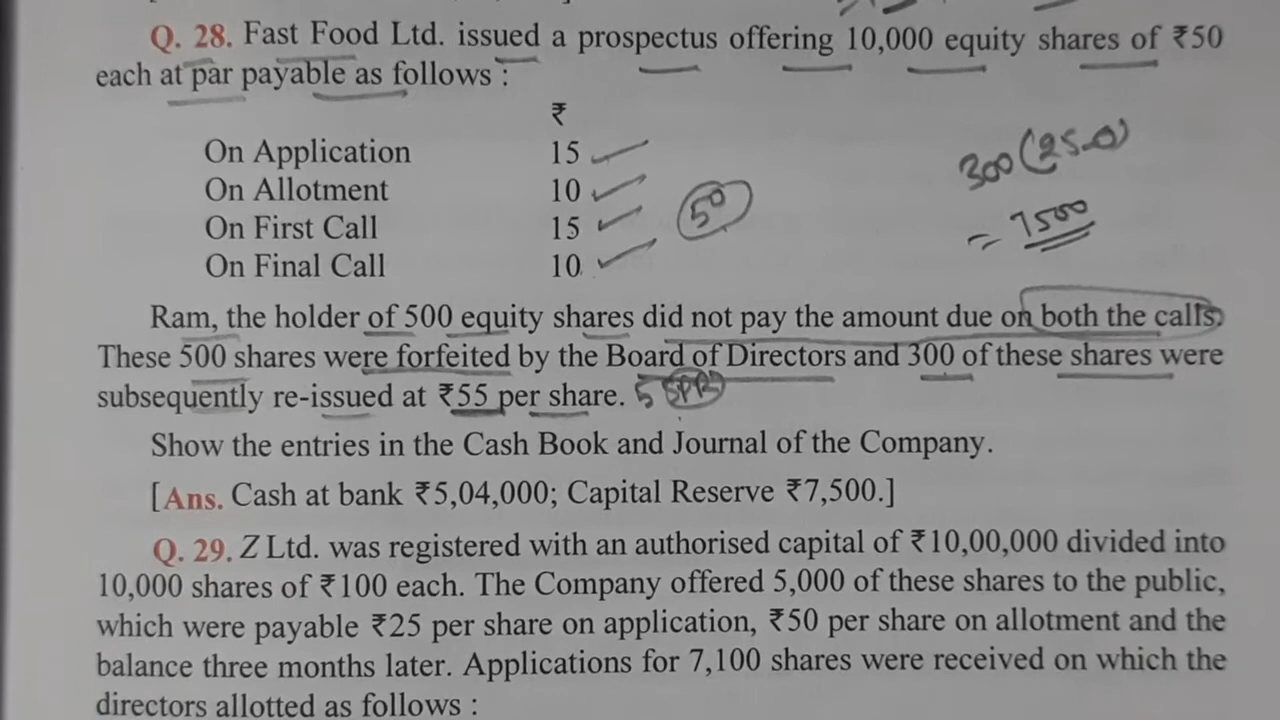 Q. 28. Fast Food Ltd. issued a prospectus offering 10,000 equity shares of ₹50
each at par payable as follows :
₹
On Application 15
On Allotment 10
On First Call 15
On Final Call 10
50
300 (25-0)
= 7500
Ram, the holder of 500 equity shares did not pay the amount due on both the calls.
These 500 shares were forfeited by the Board of Directors and 300 of these shares were
subsequently re-issued at ₹55 per share. 5 SPR
Show the entries in the Cash Book and Journal of the Company.
[Ans. Cash at bank ₹5,04,000; Capital Reserve ₹7,500.]
Q. 29. Z Ltd. was registered with an authorised capital of ₹10,00,000 divided into
10,000 shares of ₹100 each. The Company offered 5,000 of these shares to the public,
which were payable ₹25 per share on application, ₹50 per share on allotment and the
balance three months later. Applications for 7,100 shares were received on which the
directors allotted as follows :